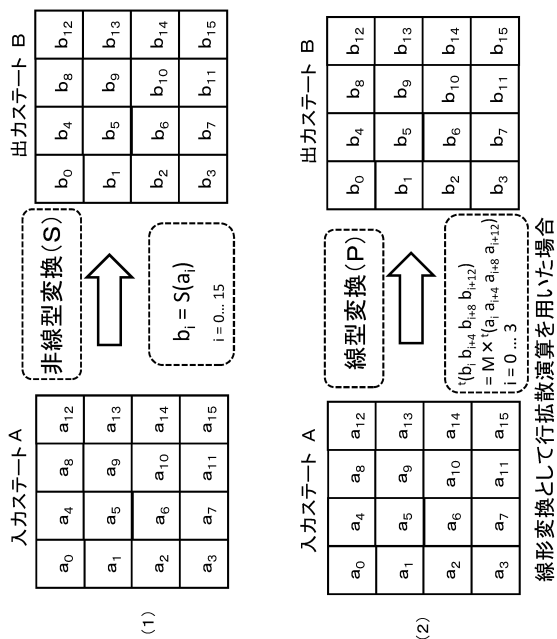 (1)
入力ステート A
a0 a4 a8 a12
a1 a5 a9 a13
a2 a6 a10 a14
a3 a7 a11 a15
非線型変換(S)
bi = S(ai)
i = 0... 15
出力ステート B
b0 b4 b8 b12
b1 b5 b9 b13
b2 b6 b10 b14
b3 b7 b11 b15
(2)
入力ステート A
a0 a4 a8 a12
a1 a5 a9 a13
a2 a6 a10 a14
a3 a7 a11 a15
線型変換(P)
t(bi bi+4 bi+8 bi+12)
= M × t(ai ai+4 ai+8 ai+12)
i = 0 ... 3
出力ステート B
b0 b4 b8 b12
b1 b5 b9 b13
b2 b6 b10 b14
b3 b7 b11 b15
線形変換として行拡散演算を用いた場合